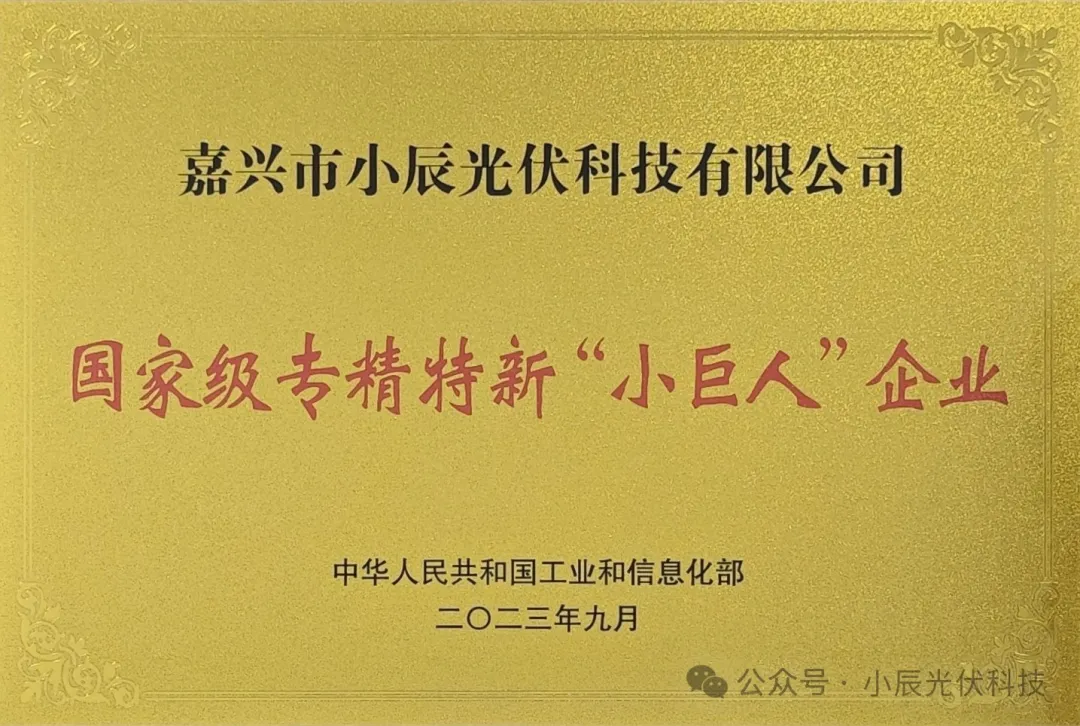 嘉兴市小辰光伏科技有限公司
国家级专精特新“小巨人”企业
中华人民共和国工业和信息化部
二〇二三年九月
公众号·小辰光伏科技